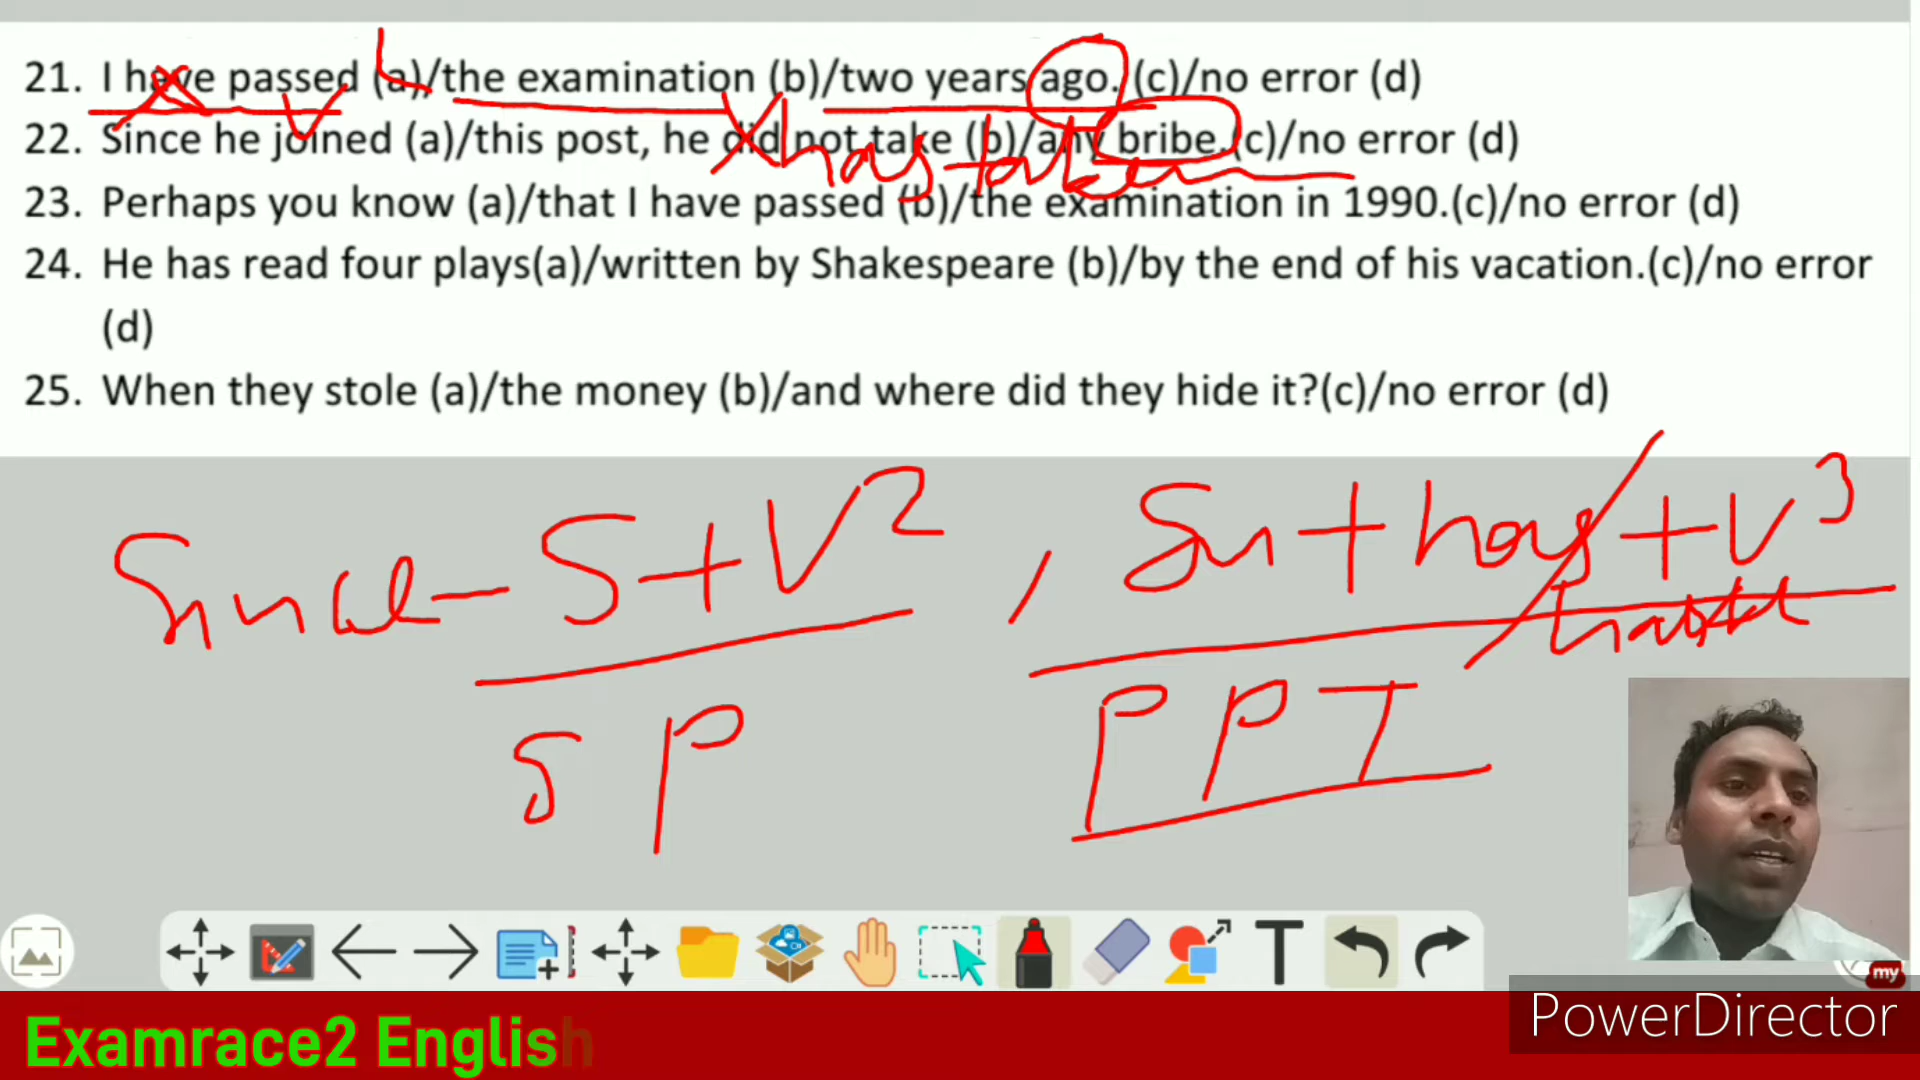 21. I have passed (a)/the examination (b)/two years ago. (c)/no error (d)
22. Since he joined (a)/this post, he did not take (b)/any bribe.(c)/no error (d)
has taken
23. Perhaps you know (a)/that I have passed (b)/the examination in 1990.(c)/no error (d)
24. He has read four plays(a)/written by Shakespeare (b)/by the end of his vacation.(c)/no error
(d)
25. When they stole (a)/the money (b)/and where did they hide it?(c)/no error (d)
Since - S+V2 , Su + has + V3
have
S P PPT
T
my
PowerDirector
Examrace2 English